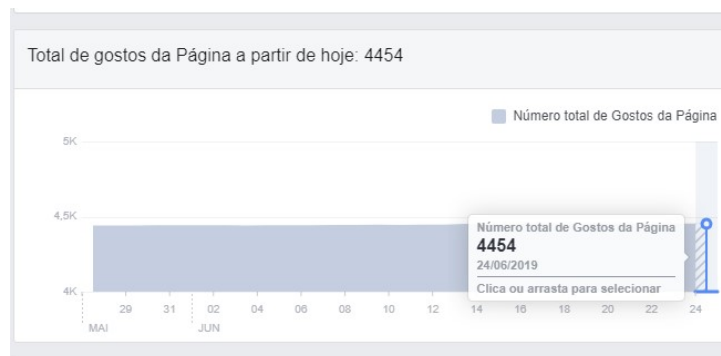 Total de gostos da Página a partir de hoje: 4454
Número total de Gostos da Página
5K
4,5K
4K
Número total de Gostos da Página
4454
24/06/2019
Clica ou arrasta para selecionar
29 31 02 04 06 08 10 12 14 16 18 20 22 24
MAI JUN